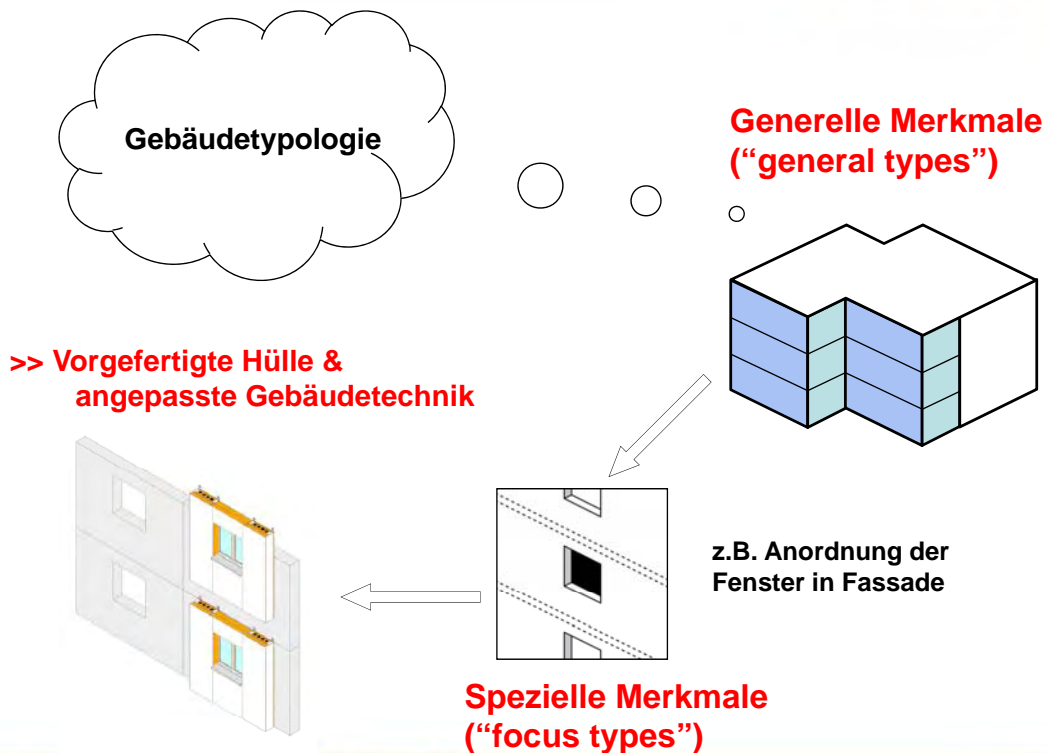 Gebäudetypologie
Generelle Merkmale
(“general types”)
>> Vorgefertigte Hülle &
angepasste Gebäudetechnik
z.B. Anordnung der
Fenster in Fassade
Spezielle Merkmale
(“focus types”)